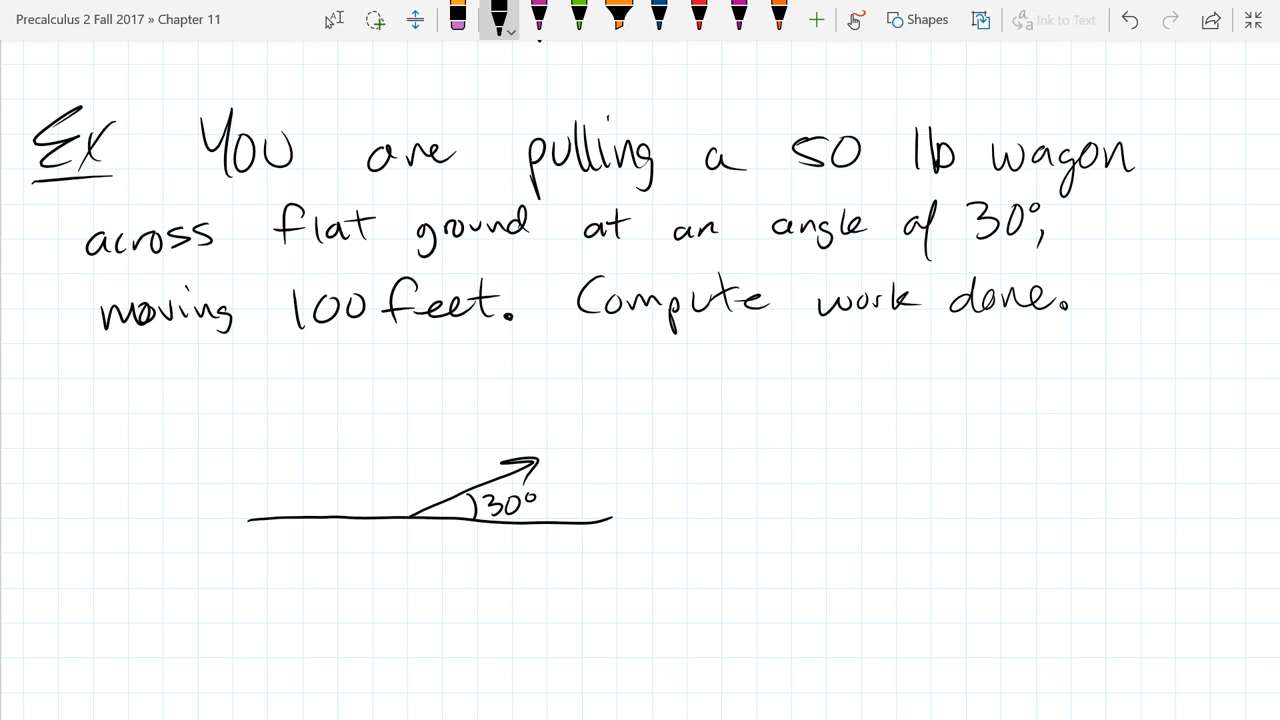 Precalculus 2 Fall 2017 » Chapter 11
Shapes
Ink to Text
Ex You are pulling a 50 lb wagon
across flat ground at an angle of 30°,
moving 100 feet. Compute work done.
30°